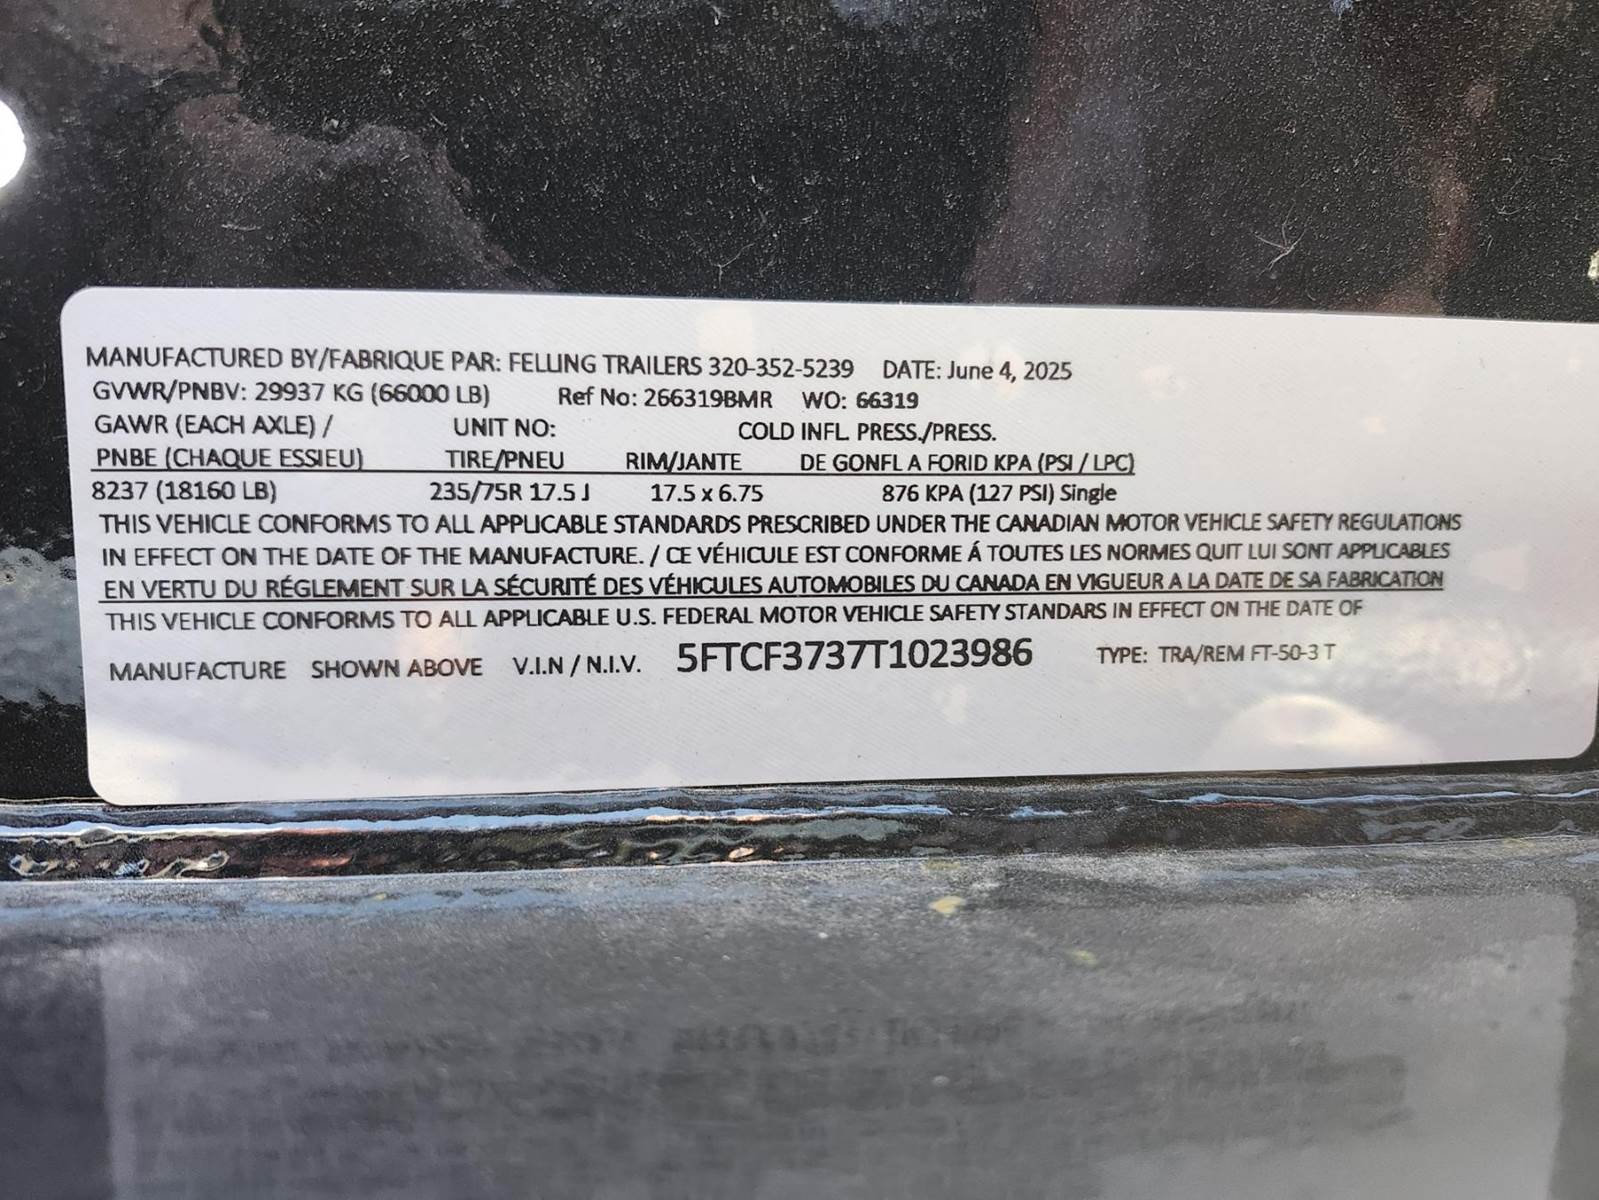 MANUFACTURED BY/FABRIQUE PAR: FELLING TRAILERS 320-352-5239 DATE: June 4, 2025
GVWR/PNBV: 29937 KG (66000 LB) Ref No: 266319BMR WO: 66319
GAWR (EACH AXLE) / UNIT NO: COLD INFL. PRESS./PRESS.
PNBE (CHAQUE ESSIEU) TIRE/PNEU RIM/JANTE DE GONFL A FORID KPA (PSI / LPC)
8237 (18160 LB) 235/75R 17.5 J 17.5 x 6.75 876 KPA (127 PSI) Single
THIS VEHICLE CONFORMS TO ALL APPLICABLE STANDARDS PRESCRIBED UNDER THE CANADIAN MOTOR VEHICLE SAFETY REGULATIONS
IN EFFECT ON THE DATE OF THE MANUFACTURE. / CE VÉHICULE EST CONFORME Á TOUTES LES NORMES QUIT LUI SONT APPLICABLES
EN VERTU DU RÉGLEMENT SUR LA SÉCURITÉ DES VÉHICULES AUTOMOBILES DU CANADA EN VIGUEUR A LA DATE DE SA FABRICATION
THIS VEHICLE CONFORMS TO ALL APPLICABLE U.S. FEDERAL MOTOR VEHICLE SAFETY STANDARS IN EFFECT ON THE DATE OF
MANUFACTURE SHOWN ABOVE V.I.N / N.I.V. 5FTCF3737T1023986 TYPE: TRA/REM FT-50-3 T